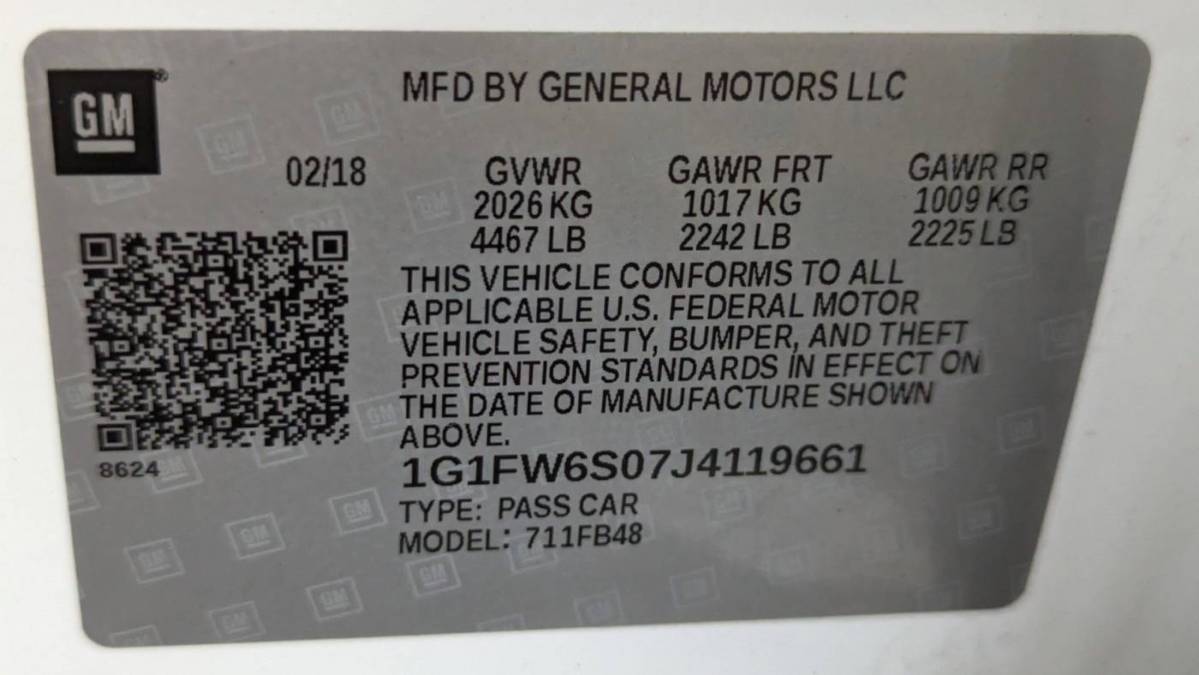 GM®
MFD BY GENERAL MOTORS LLC
02/18 GVWR GAWR FRT GAWR RR
2026 KG 1017 KG 1009 KG
4467 LB 2242 LB 2225 LB
THIS VEHICLE CONFORMS TO ALL
APPLICABLE U.S. FEDERAL MOTOR
VEHICLE SAFETY, BUMPER, AND THEFT
PREVENTION STANDARDS IN EFFECT ON
THE DATE OF MANUFACTURE SHOWN
ABOVE.
8624
1G1FW6S07J4119661
TYPE: PASS CAR
MODEL: 711FB48